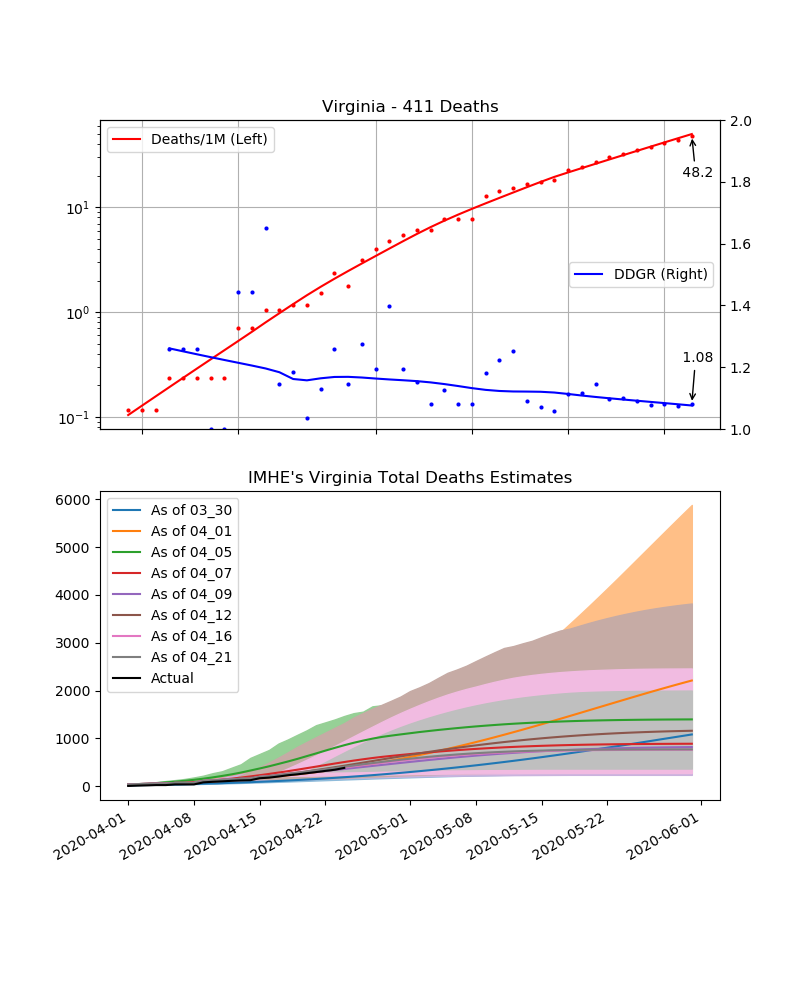 Virginia - 411 Deaths
Deaths/1M (Left)
DDGR (Right)
48.2
1.08
10^1
10^0
10^-1
2.0
1.8
1.6
1.4
1.2
1.0
IMHE's Virginia Total Deaths Estimates
As of 03_30
As of 04_01
As of 04_05
As of 04_07
As of 04_09
As of 04_12
As of 04_16
As of 04_21
Actual
6000
5000
4000
3000
2000
1000
0
2020-04-01
2020-04-08
2020-04-15
2020-04-22
2020-05-01
2020-05-08
2020-05-15
2020-05-22
2020-06-01